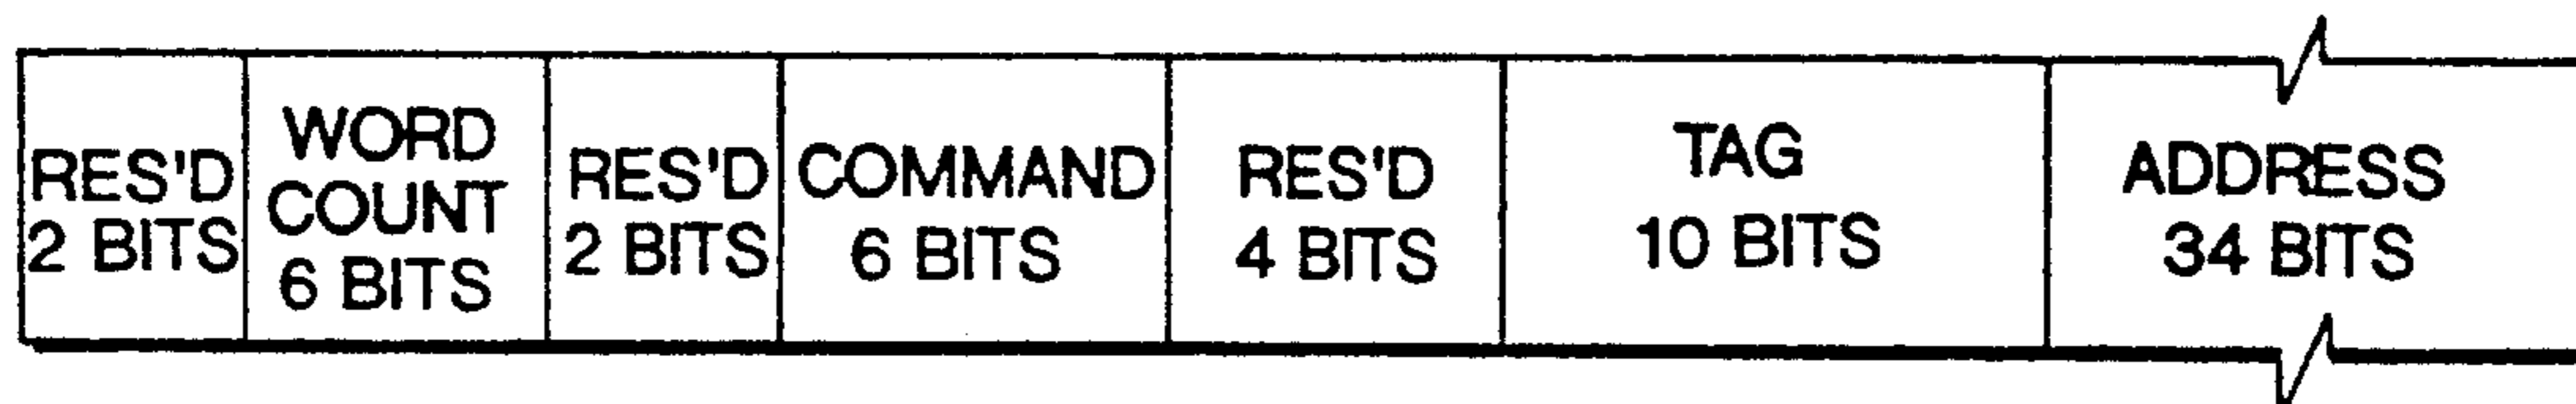 RES'D
2 BITS
WORD
COUNT
6 BITS
RES'D
2 BITS
COMMAND
6 BITS
RES'D
4 BITS
TAG
10 BITS
ADDRESS
34 BITS